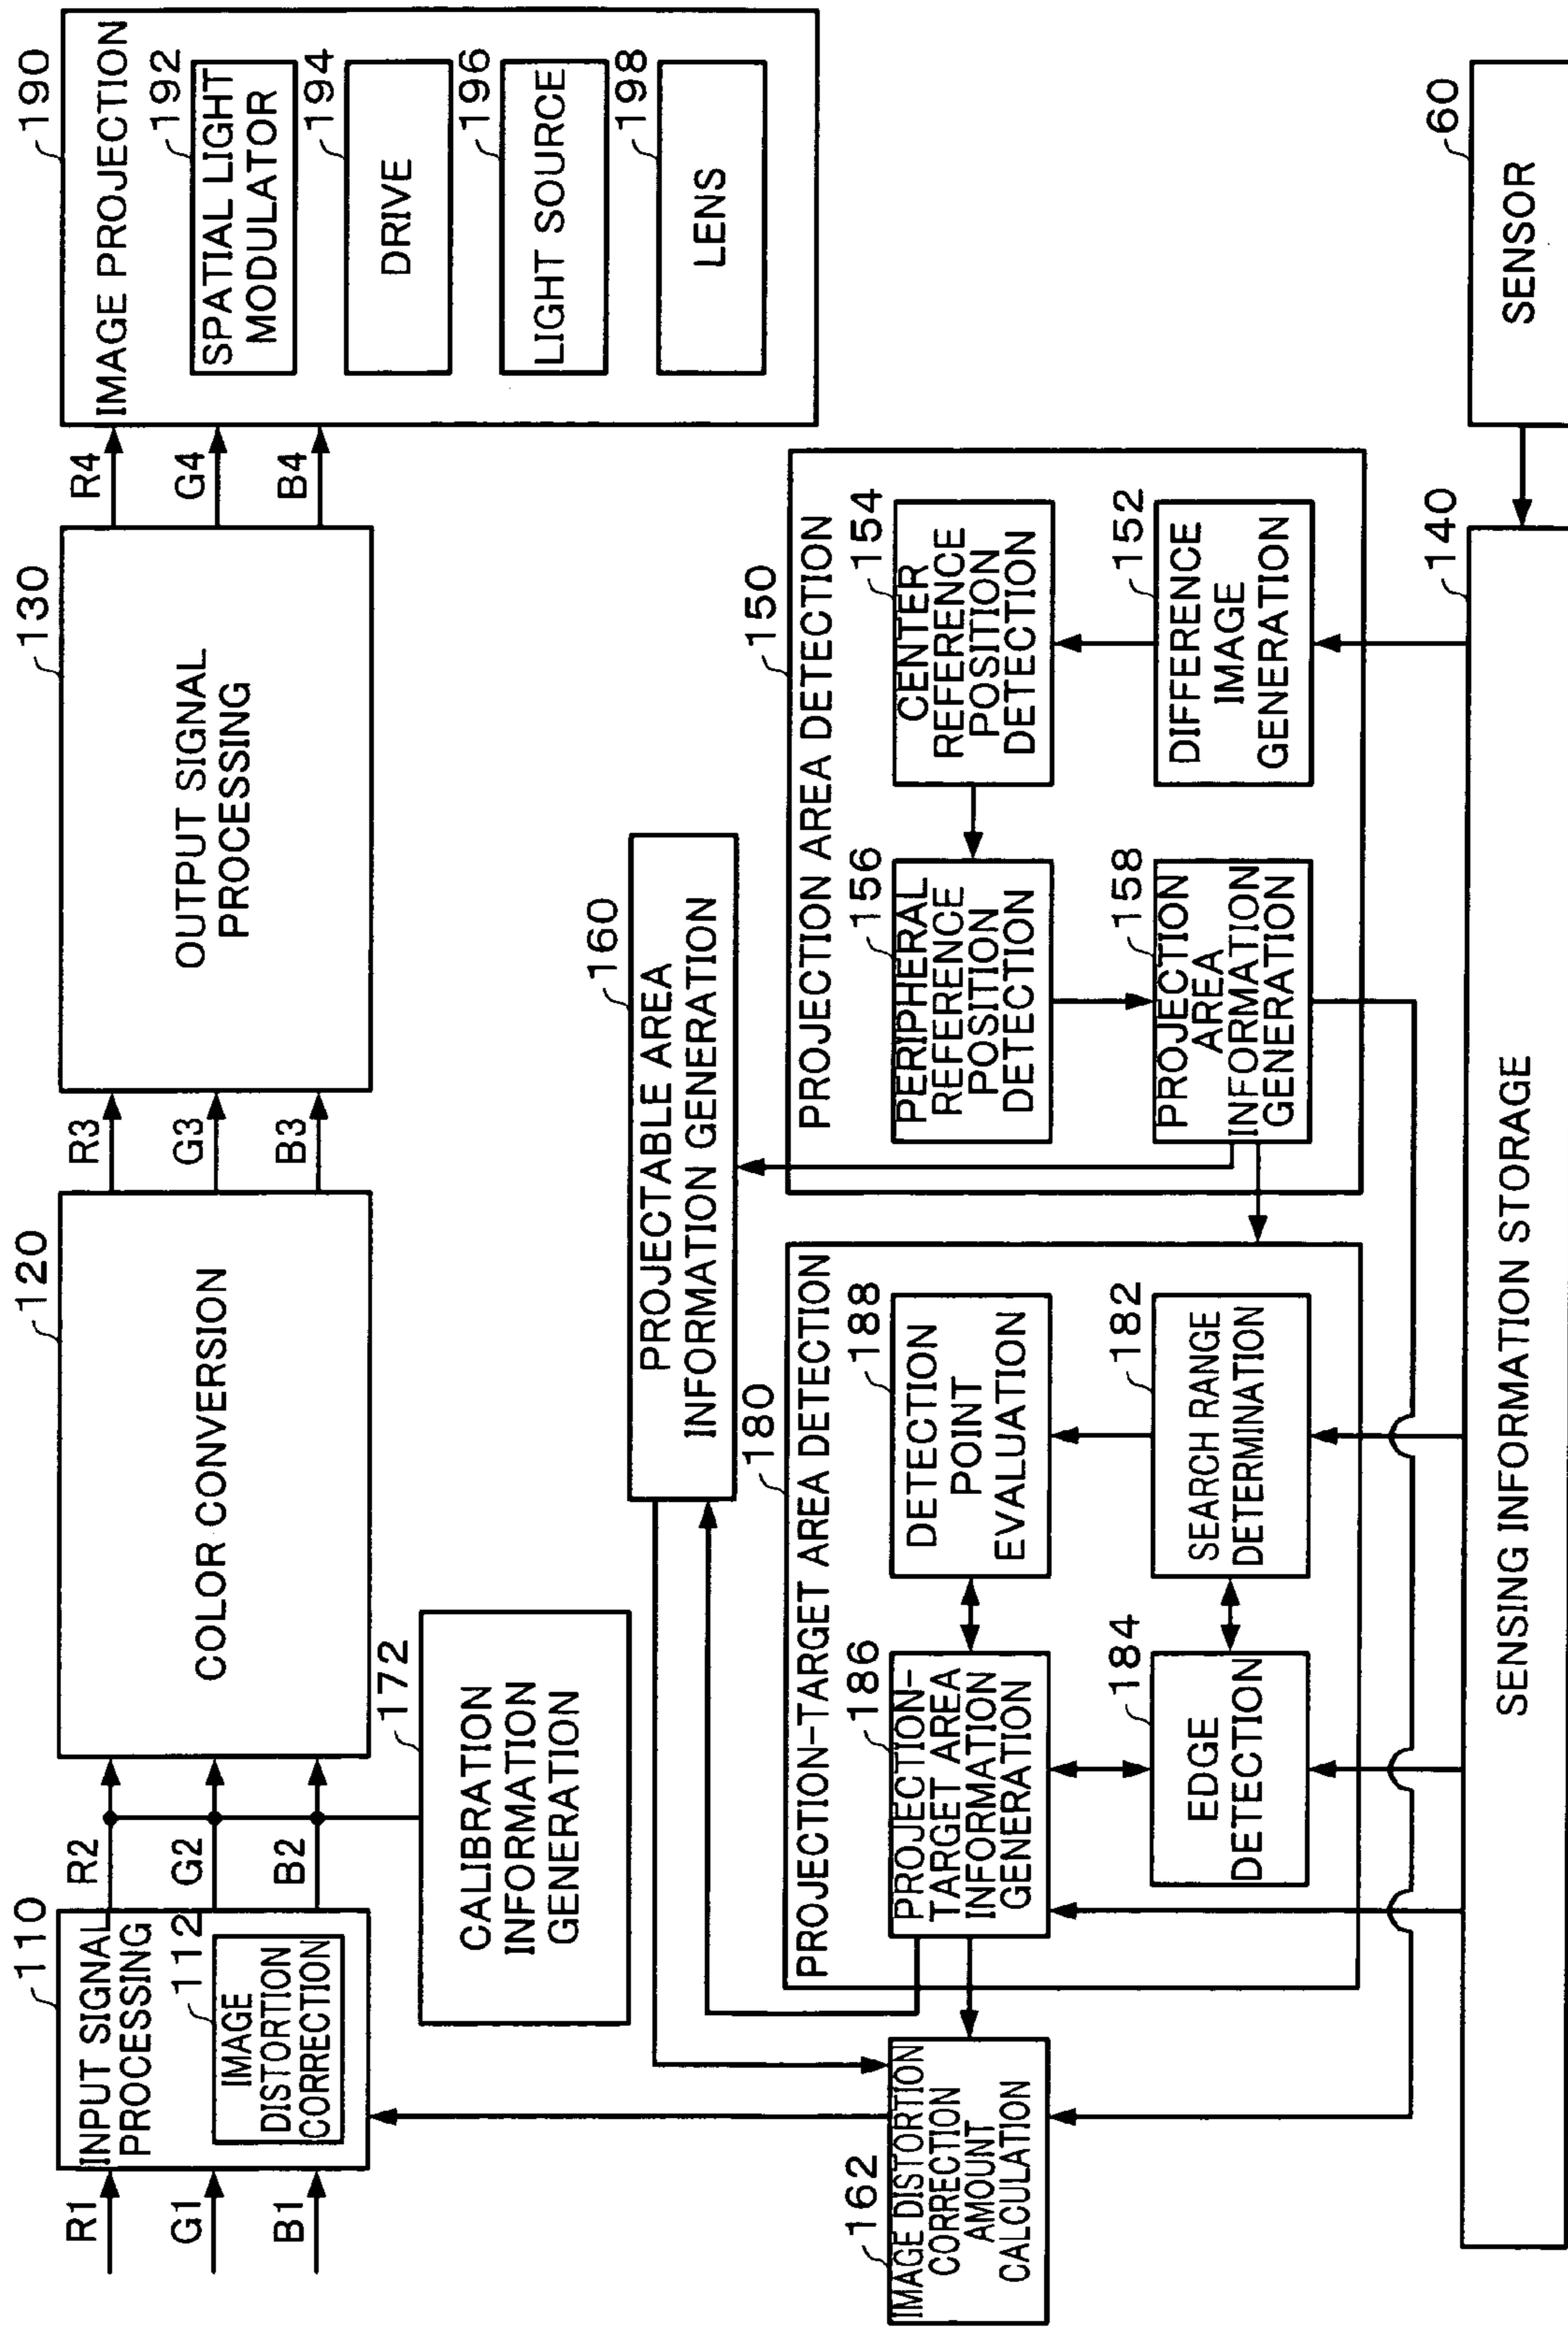 R1
G1
B1
110
INPUT SIGNAL
PROCESSING
112
IMAGE
DISTORTION
CORRECTION
R2
G2
B2
120
COLOR CONVERSION
R3
G3
B3
130
OUTPUT SIGNAL
PROCESSING
R4
G4
B4
190
IMAGE PROJECTION
192
SPATIAL LIGHT
MODULATOR
194
DRIVE
196
LIGHT SOURCE
198
LENS
172
CALIBRATION
INFORMATION
GENERATION
160
PROJECTABLE AREA
INFORMATION GENERATION
162
IMAGE DISTORTION
CORRECTION
AMOUNT
CALCULATION
180
PROJECTION-TARGET AREA DETECTION
186
PROJECTION-
TARGET AREA
INFORMATION
GENERATION
188
DETECTION
POINT
EVALUATION
184
EDGE
DETECTION
182
SEARCH RANGE
DETERMINATION
150
PROJECTION AREA DETECTION
156
PERIPHERAL
REFERENCE
POSITION
DETECTION
154
CENTER
REFERENCE
POSITION
DETECTION
158
PROJECTION
AREA
INFORMATION
GENERATION
152
DIFFERENCE
IMAGE
GENERATION
140
SENSING INFORMATION STORAGE
60
SENSOR